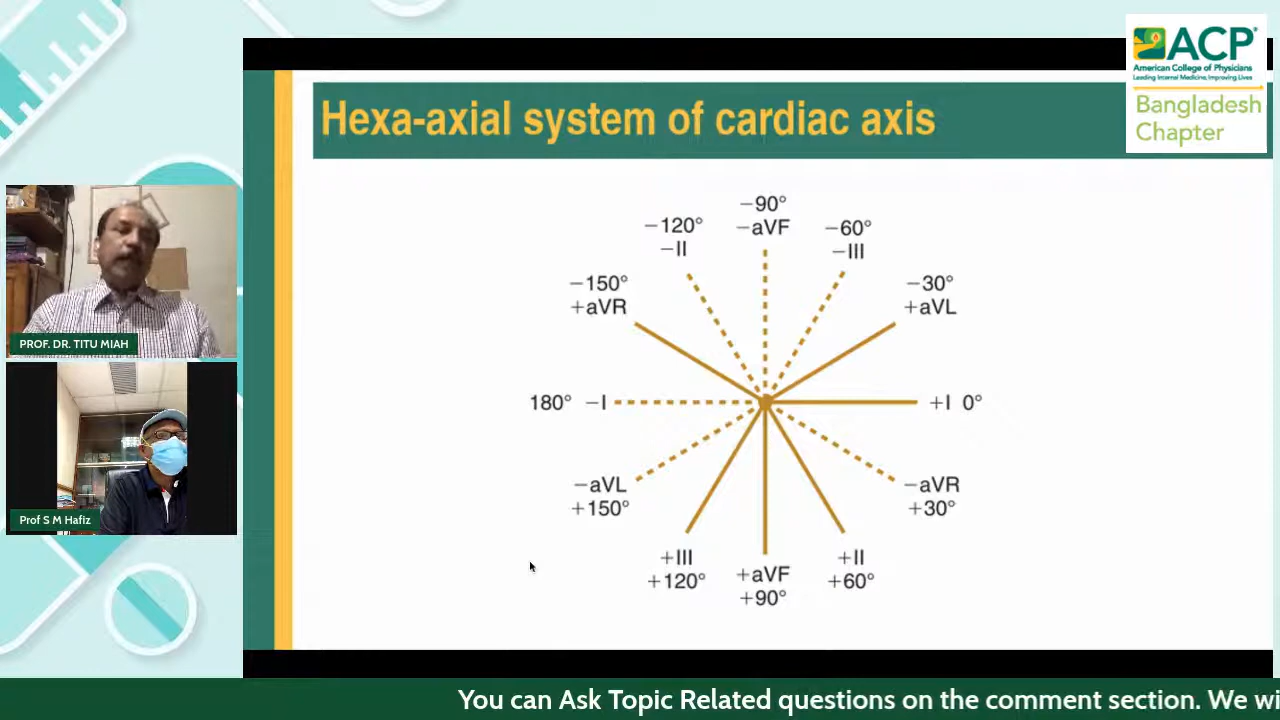 ACP
American College of Physicians
Leading Internal Medicine, Improving Lives
Bangladesh
Chapter
Hexa-axial system of cardiac axis
−90°
−aVF
−120°
−II
−60°
−III
−150°
+aVR
−30°
+aVL
180° −I
+I 0°
−aVL
+150°
−aVR
+30°
+III
+120°
+aVF
+90°
+II
+60°
PROF. DR. TITU MIAH
Prof S M Hafiz
You can Ask Topic Related questions on the comment section. We wi